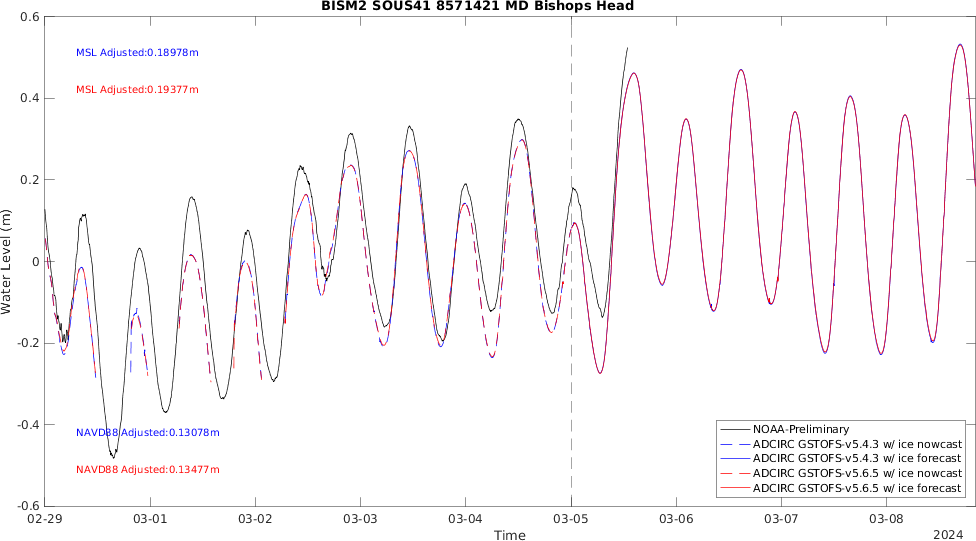 BISM2 SOUS41 8571421 MD Bishops Head
0.6
0.4
0.2
0
-0.2
-0.4
-0.6
Water Level (m)
MSL Adjusted:0.18978m
MSL Adjusted:0.19377m
NAVD88 Adjusted:0.13078m
NAVD88 Adjusted:0.13477m
NOAA-Preliminary
ADCIRC GSTOFS-v5.4.3 w/ ice nowcast
ADCIRC GSTOFS-v5.4.3 w/ ice forecast
ADCIRC GSTOFS-v5.6.5 w/ ice nowcast
ADCIRC GSTOFS-v5.6.5 w/ ice forecast
02-29 03-01 03-02 03-03 03-04 03-05 03-06 03-07 03-08
Time
2024